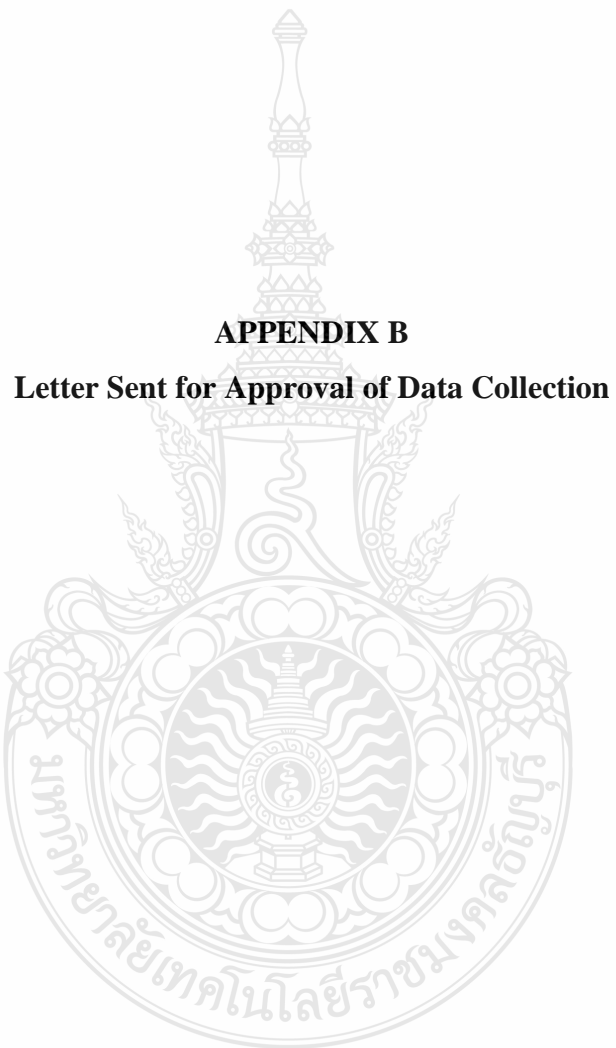 APPENDIX B
Letter Sent for Approval of Data Collection
มหาวิทยาลัยเทคโนโลยีราชมงคลธัญบุรี